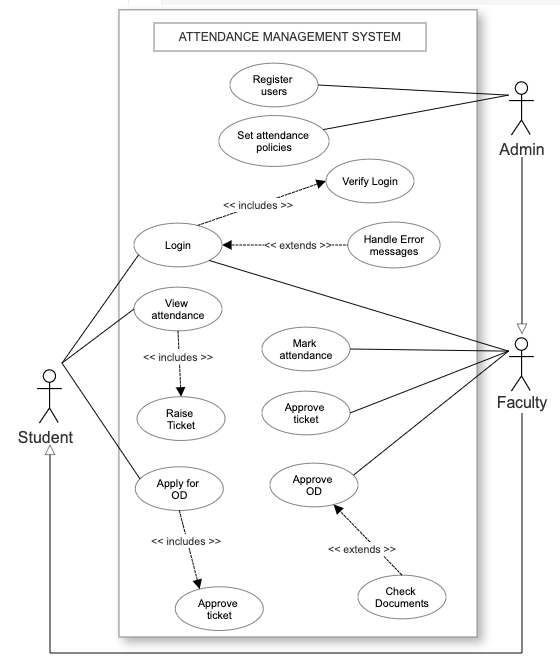 ATTENDANCE MANAGEMENT SYSTEM
Register
users
Set attendance
policies
Admin
Verify Login
<< includes >>
Login
<< extends >>
Handle Error
messages
View
attendance
<< includes >>
Raise
Ticket
Mark
attendance
Approve
ticket
Faculty
Student
Apply for
OD
Approve
OD
<< includes >>
<< extends >>
Approve
ticket
Check
Documents